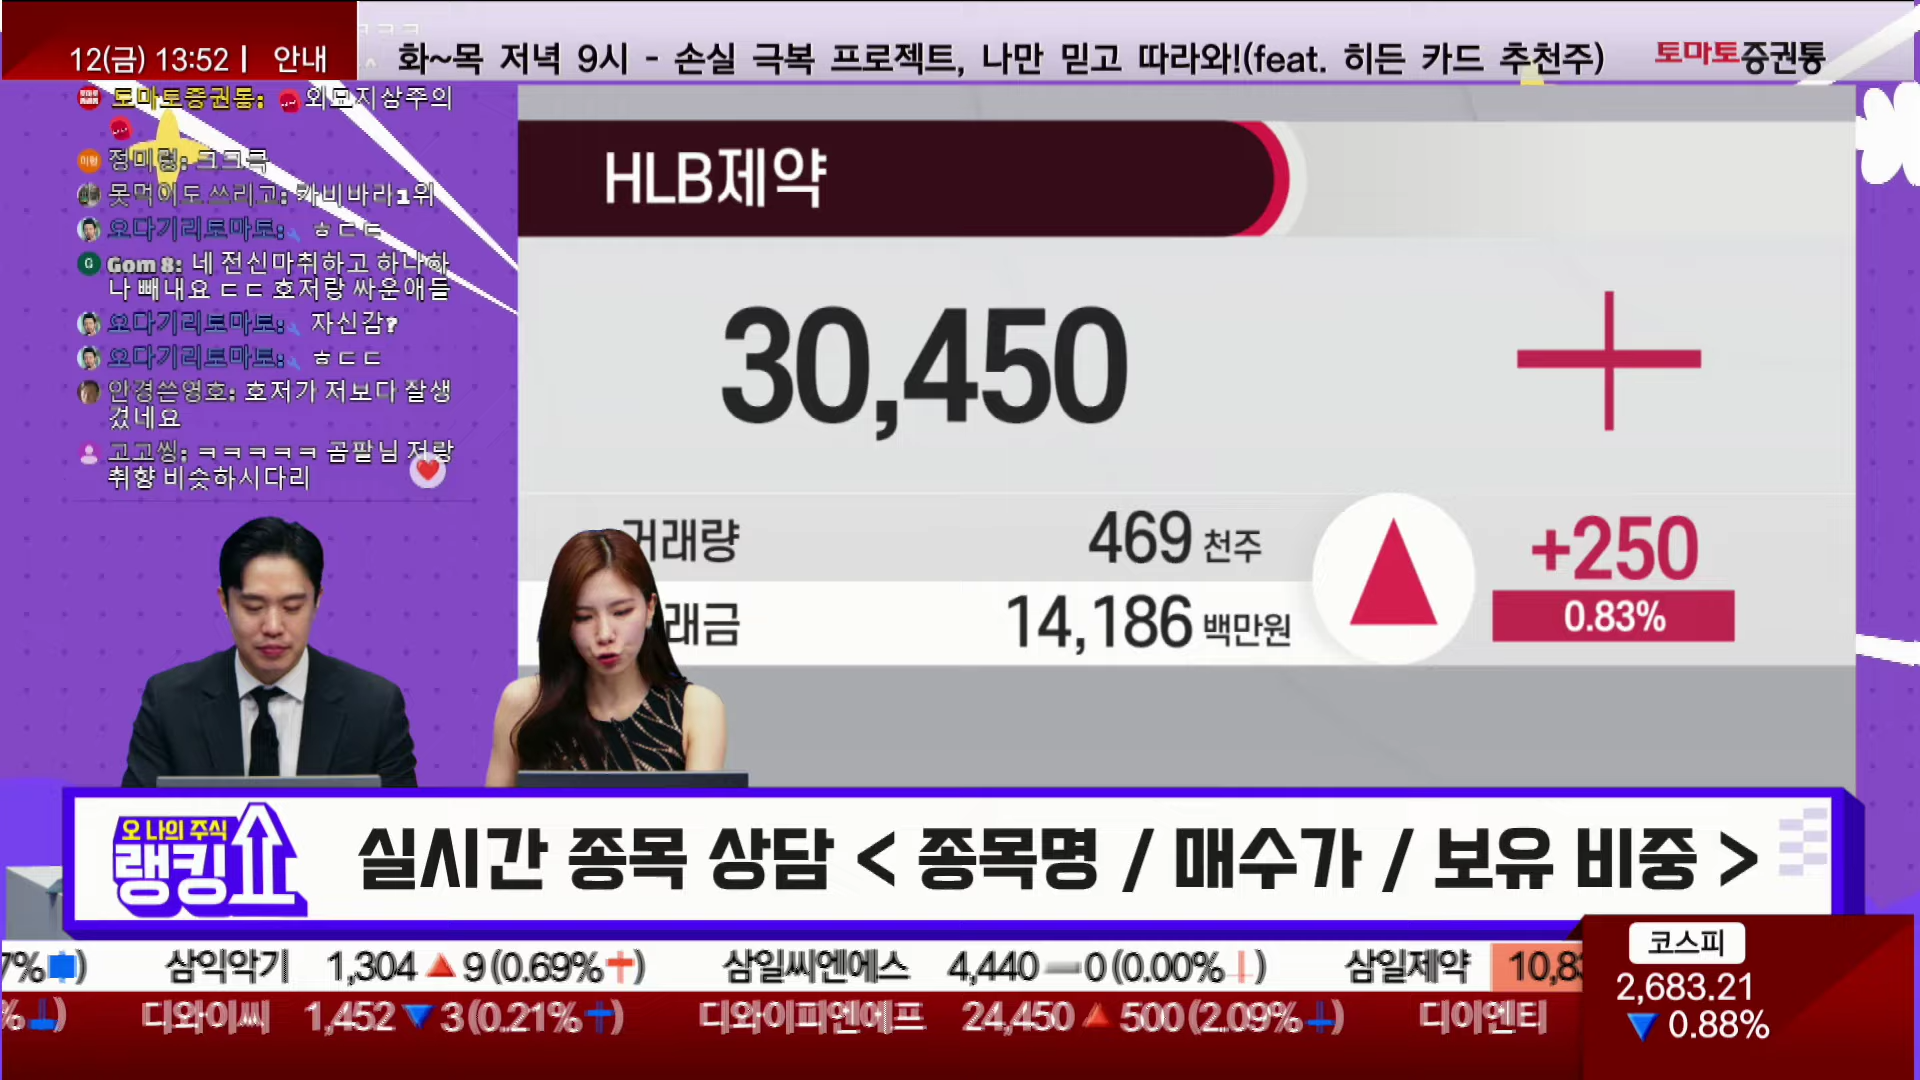 12(금) 13:52 | 안내
화~목 저녁 9시 - 손실 극복 프로젝트, 나만 믿고 따라와!(feat. 히든 카드 추천주)
토마토증권통
토마토증권통: 외모지상주의
정미령: 크크큭
못먹어도쓰리고: 카비바라1위
오다기리토마토: ㅎㄷㄷ
Gom 8: 네 전신마취하고 하나하
나 빼내요 ㄷㄷ 호저랑 싸운애들
오다기리토마토: 자신감?
오다기리토마토: ㅎㄷㄷ
안경쓴영호: 호저가 저보다 잘생
겼네요
고고씽: ㅋㅋㅋㅋㅋ 곰팔님 저랑
취향 비슷하시다리
HLB제약
30,450
거래량 469 천주
래금 14,186 백만원
+250
0.83%
오 나의 주식
랭킹쇼
실시간 종목 상담 < 종목명 / 매수가 / 보유 비중 >
7% ) 삼익악기 1,304 ▲ 9 (0.69% ) 삼일씨엔에스 4,440 0 (0.00% ) 삼일제약 10,8
% ) 디와이씨 1,452 ▼ 3 (0.21% ) 디와이피엔에프 24,450 ▲ 500 (2.09% ) 디이엔티
코스피
2,683.21
▼ 0.88%